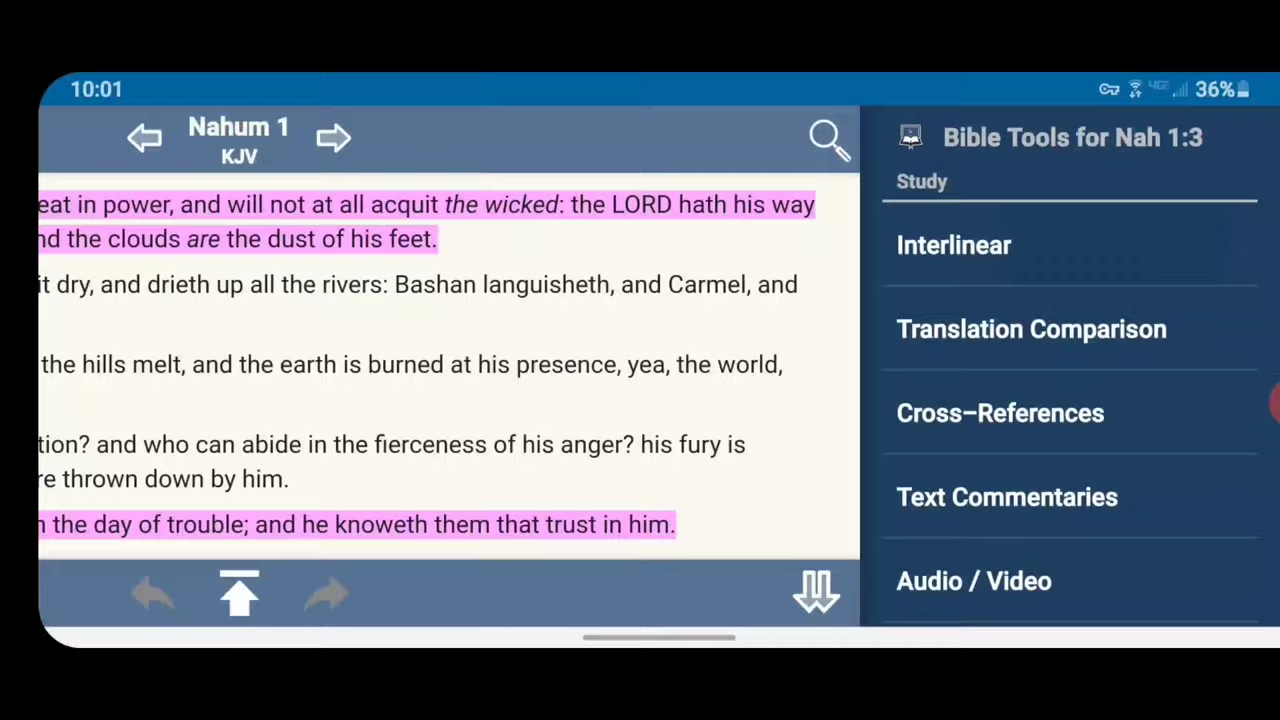 10:01
36%
Nahum 1
KJV
Bible Tools for Nah 1:3
Study
eat in power, and will not at all acquit the wicked: the LORD hath his way
nd the clouds are the dust of his feet.
it dry, and drieth up all the rivers: Bashan languisheth, and Carmel, and
the hills melt, and the earth is burned at his presence, yea, the world,
tion? and who can abide in the fierceness of his anger? his fury is
re thrown down by him.
n the day of trouble; and he knoweth them that trust in him.
Interlinear
Translation Comparison
Cross-References
Text Commentaries
Audio / Video